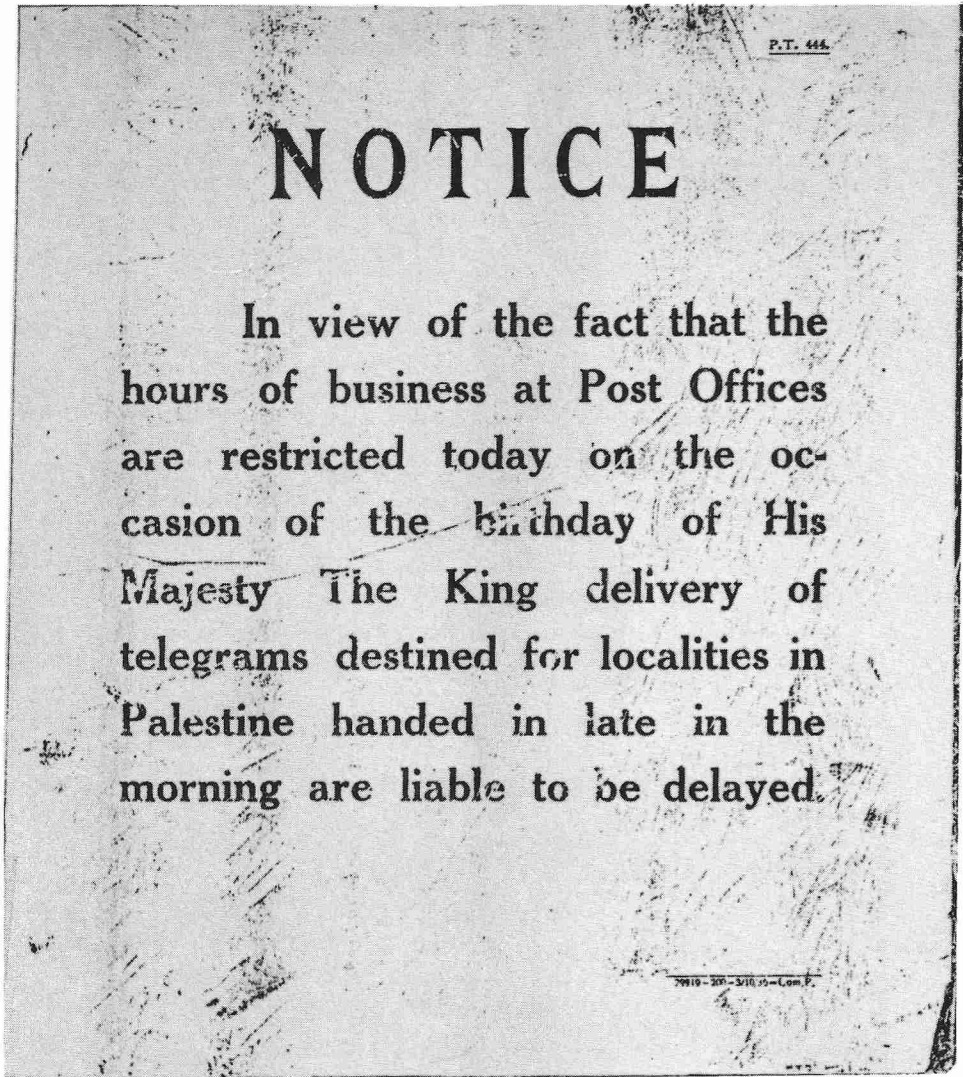 P.T. 444.
NOTICE
In view of the fact that the
hours of business at Post Offices
are restricted today on the oc-
casion of the birthday of His
Majesty The King delivery of
telegrams destined for localities in
Palestine handed in late in the
morning are liable to be delayed.